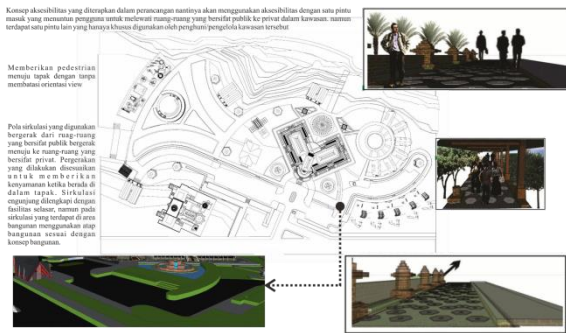 Konsep aksesibilitas yang diterapkan dalam perancangan nantinya akan menggunakan aksesibilitas dengan satu pintu
masuk yang menuntun pengguna untuk melewati ruang-ruang yang bersifat publik ke privat dalam kawasan. namun
terdapat satu pintu lain yang hanaya khusus digunakan oleh penghuni/pengelola kawasan tersebut
Memberikan pedestrian
menuju tapak dengan tanpa
membatasi orientasi view
Pola sirkulasi yang digunakan
bergerak dari ruag-ruang
yang bersifat publik bergerak
menuju ke ruang-ruang yang
bersifat privat. Pergerakan
yang dilakukan disesuaikan
untuk memberikan
kenyamanan ketika berada di
dalam tapak. Sirkulasi
engunjung dilengkapi dengan
fasilitas selasar, namun pada
sirkulasi yang terdapat di area
bangunan menggunakan atap
bangunan sesuai dengan
konsep bangunan.